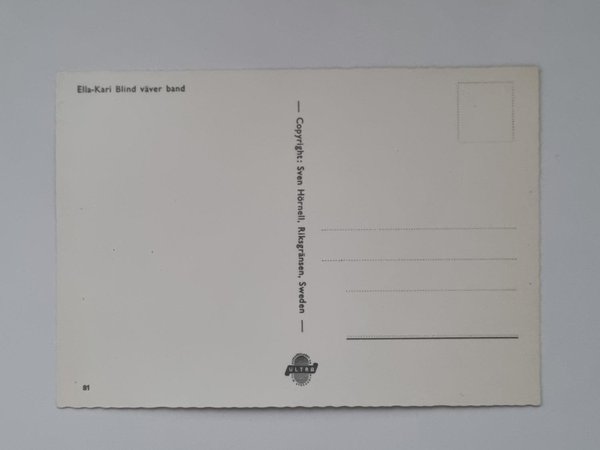 Ella-Kari Blind väver band
— Copyright: Sven Hörnell, Riksgränsen, Sweden —
ULTRA
81